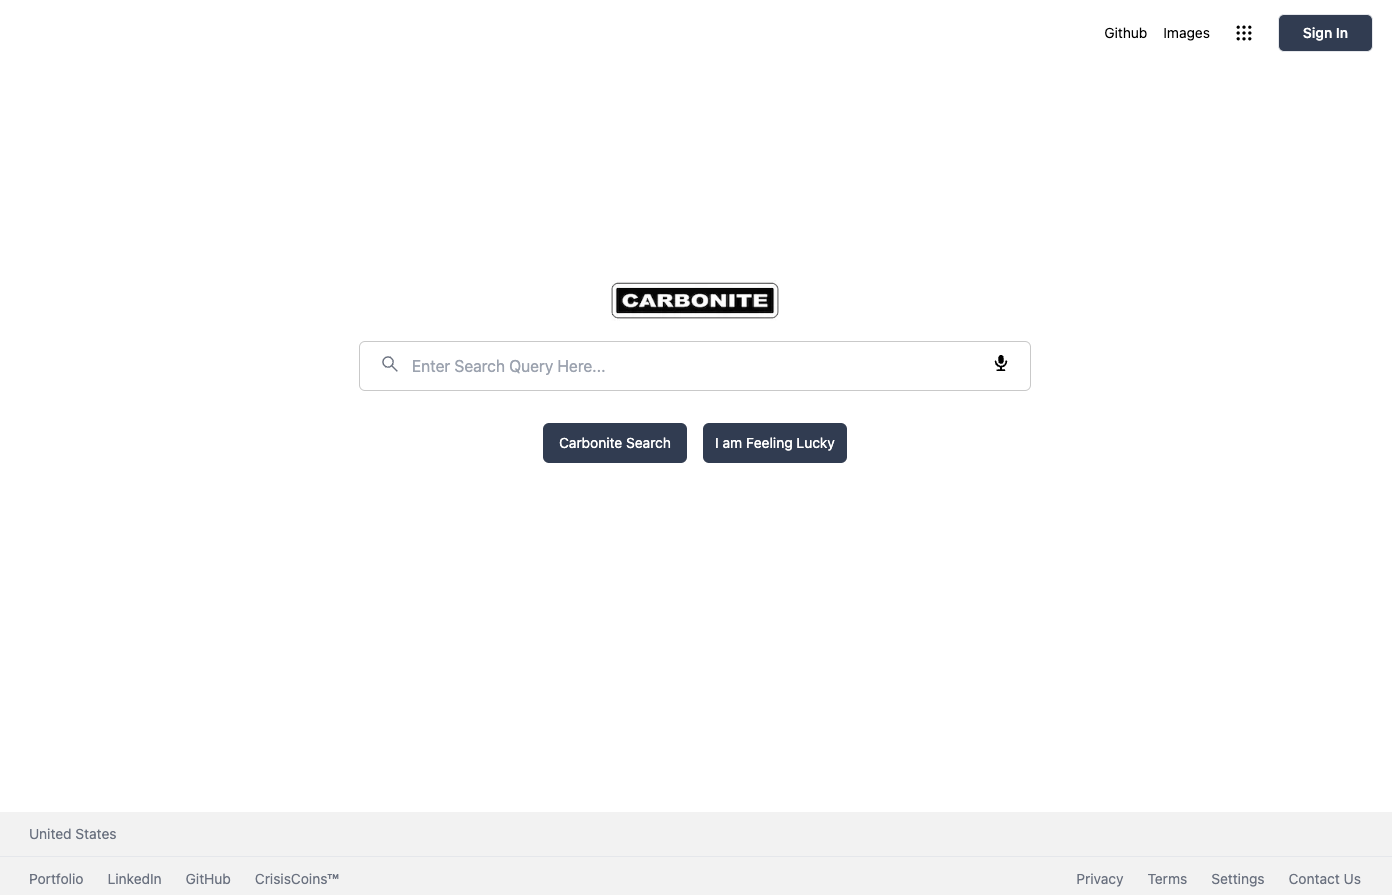 Github Images Sign In
CARBONITE
Enter Search Query Here...
Carbonite Search I am Feeling Lucky
United States
Portfolio LinkedIn GitHub CrisisCoins™ Privacy Terms Settings Contact Us